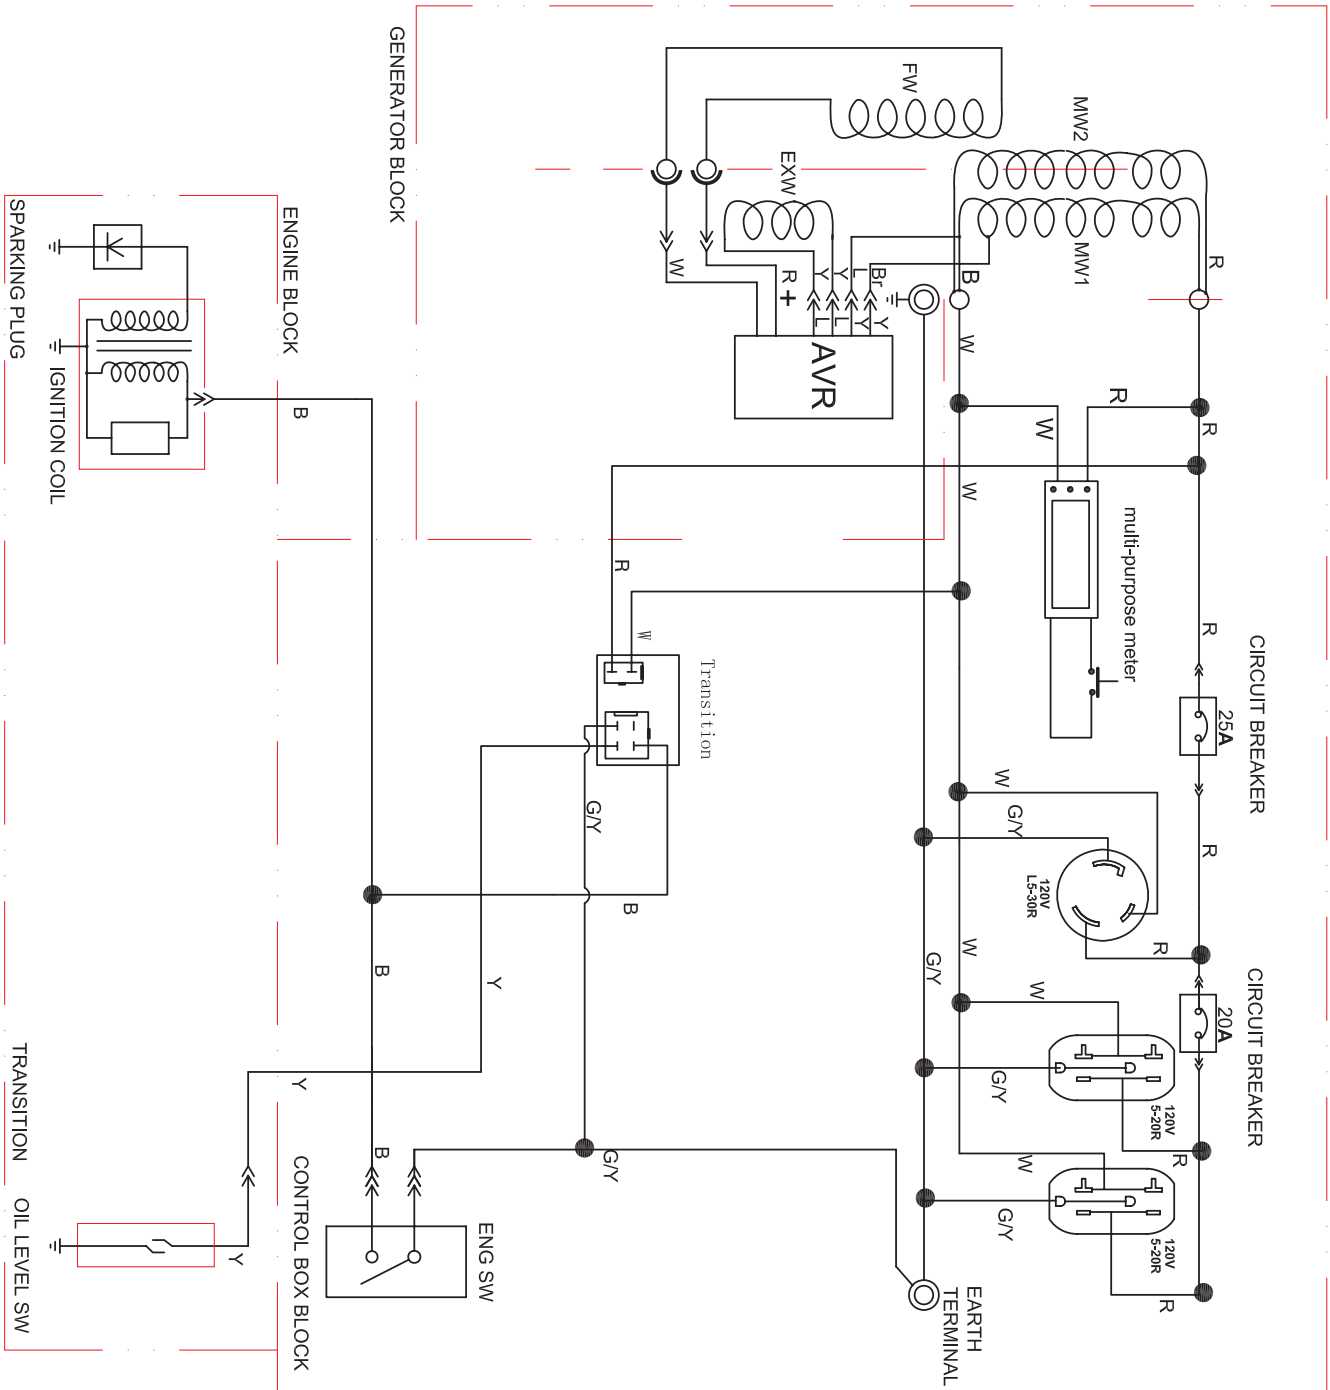 GENERATOR BLOCK
FW
MW2
EXW
MW1
R
W
R
+
Y
Y
L
Br
B
L
L
Y
Y
AVR
W
R
W
R
W
R
multi-purpose meter
CIRCUIT BREAKER
25A
R
R
W
Transition
SPARKING PLUG
ENGINE BLOCK
IGNITION COIL
B
W
G/Y
R
120V
L5-30R
G/Y
B
R
W
G/Y
B
Y
W
CIRCUIT BREAKER
20A
G/Y
120V
5-20R
R
Y
B
G/Y
W
G/Y
120V
5-20R
R
TRANSITION
OIL LEVEL SW
Y
CONTROL BOX BLOCK
ENG SW
EARTH
TERMINAL